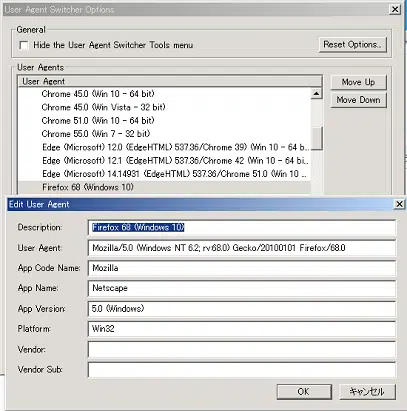 User Agent Switcher Options
General
Hide the User Agent Switcher Tools menu
Reset Options...
User Agents
User Agent
Chrome 45.0 (Win 10 - 64 bit)
Chrome 45.0 (Win Vista - 32 bit)
Chrome 51.0 (Win 10 - 64 bit)
Chrome 55.0 (Win 7 - 32 bit)
Edge (Microsoft) 12.0 (EdgeHTML) 537.36/Chrome 39) (Win 10 - 64 b...
Edge (Microsoft) 12.1 (EdgeHTML) 537.36/Chrome 42 (Win 10 - 64 bi...
Edge (Microsoft) 14.14931 (EdgeHTML) 537.36/Chrome 51.0 (Win 10 ...
Firefox 68 (Windows 10)
Move Up
Move Down
Edit User Agent
Description: Firefox 68 (Windows 10)
User Agent: Mozilla/5.0 (Windows NT 6.2; rv:68.0) Gecko/20100101 Firefox/68.0
App Code Name: Mozilla
App Name: Netscape
App Version: 5.0 (Windows)
Platform: Win32
Vendor:
Vendor Sub:
OK キャンセル